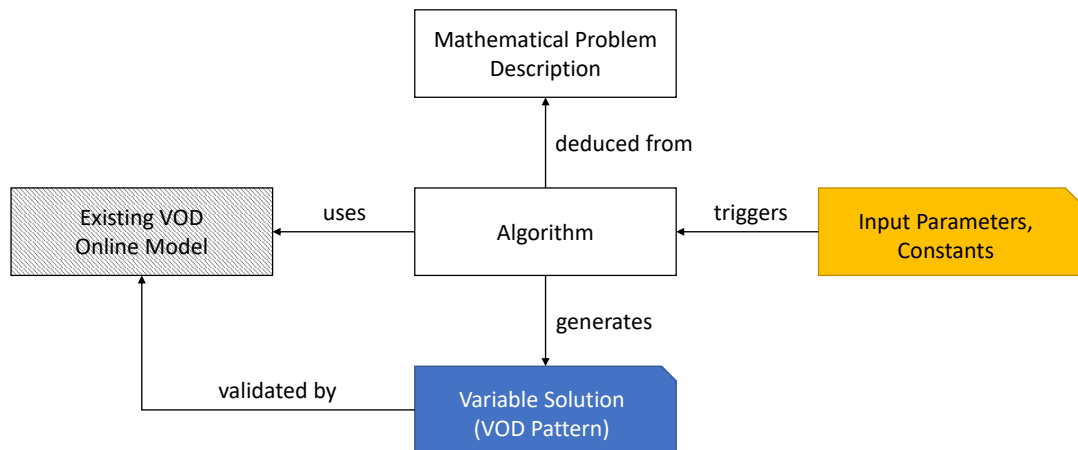 Mathematical Problem
Description
deduced from
Existing VOD
Online Model
uses
Algorithm
triggers
Input Parameters,
Constants
generates
validated by
Variable Solution
(VOD Pattern)